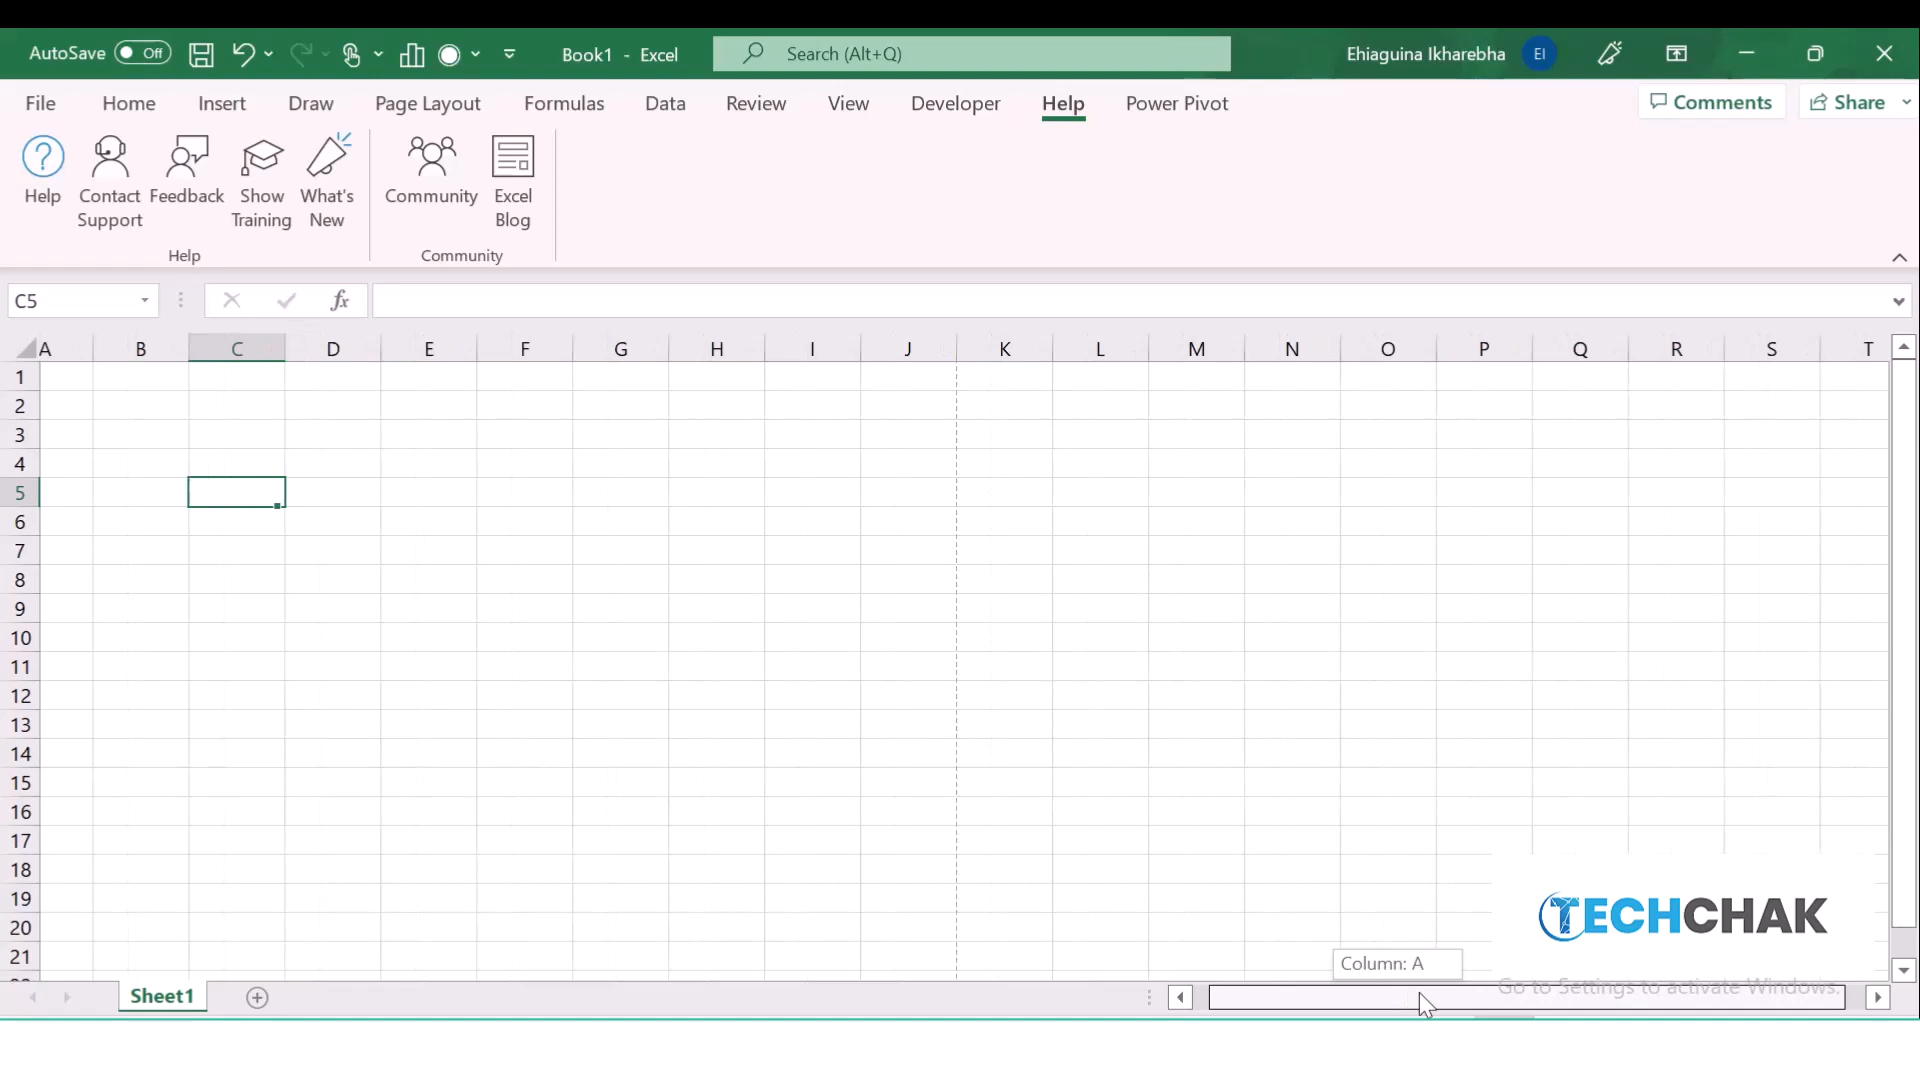 AutoSave Off Book1 - Excel Search (Alt+Q) Ehiaguina Ikharebha EI
File Home Insert Draw Page Layout Formulas Data Review View Developer Help Power Pivot Comments Share
Help Contact Support Feedback Show Training What's New Community Excel Blog
Help Community
C5 fx
A B C D E F G H I J K L M N O P Q R S T
1
2
3
4
5
6
7
8
9
10
11
12
13
14
15
16
17
18
19
20
21
TECHCHAK
Column: A
Go to Settings to activate Windows.
Sheet1